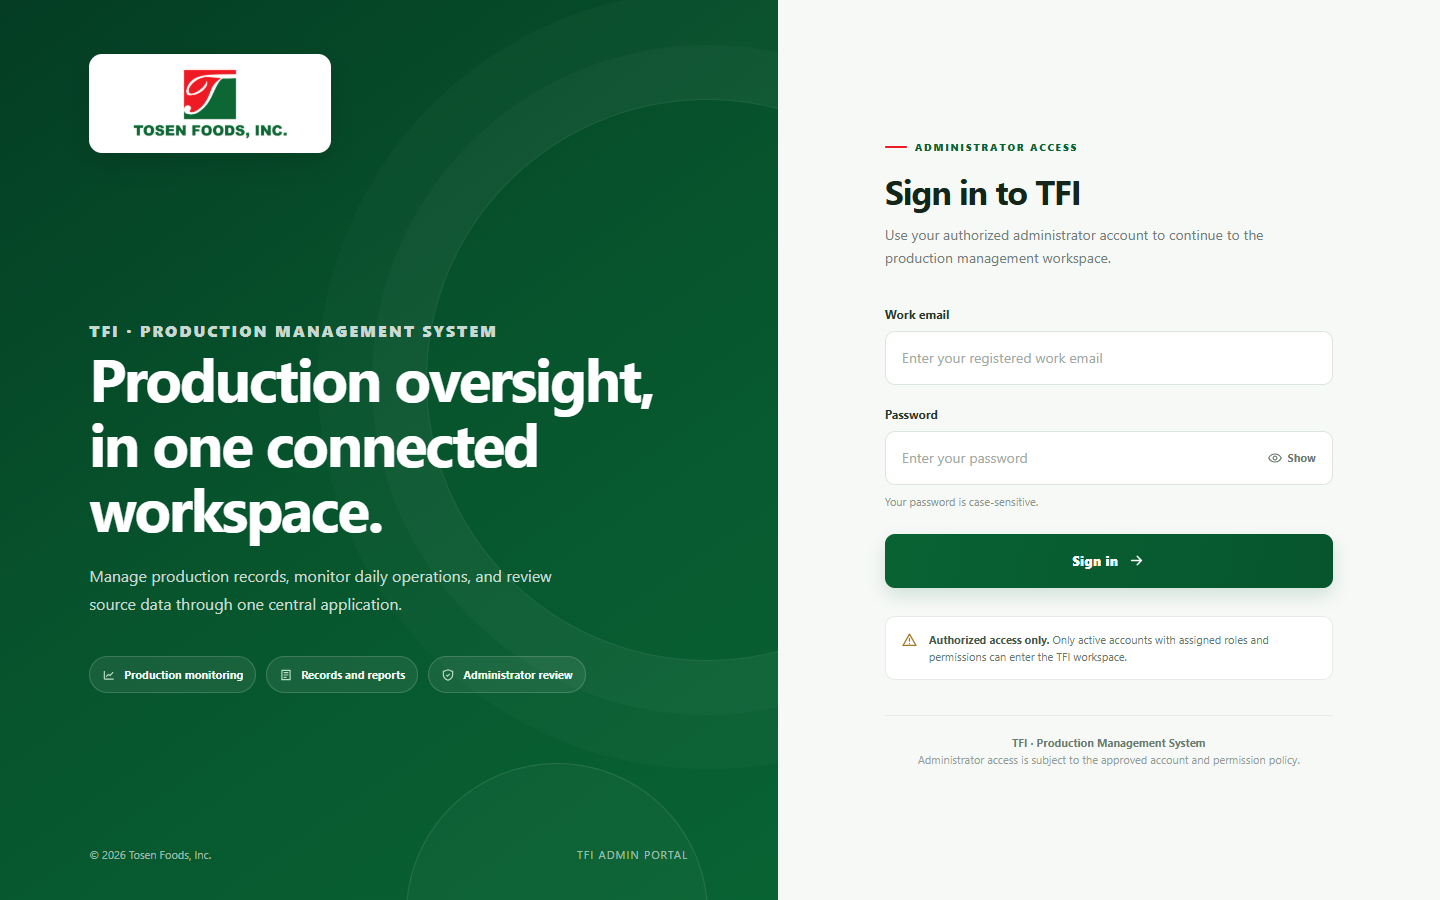 TOSEN FOODS, INC.
TFI · PRODUCTION MANAGEMENT SYSTEM
Production oversight,
in one connected
workspace.
Manage production records, monitor daily operations, and review
source data through one central application.
Production monitoring
Records and reports
Administrator review
© 2026 Tosen Foods, Inc.
TFI ADMIN PORTAL
ADMINISTRATOR ACCESS
Sign in to TFI
Use your authorized administrator account to continue to the
production management workspace.
Work email
Enter your registered work email
Password
Enter your password
Show
Your password is case-sensitive.
Sign in →
Authorized access only. Only active accounts with assigned roles and
permissions can enter the TFI workspace.
TFI · Production Management System
Administrator access is subject to the approved account and permission policy.